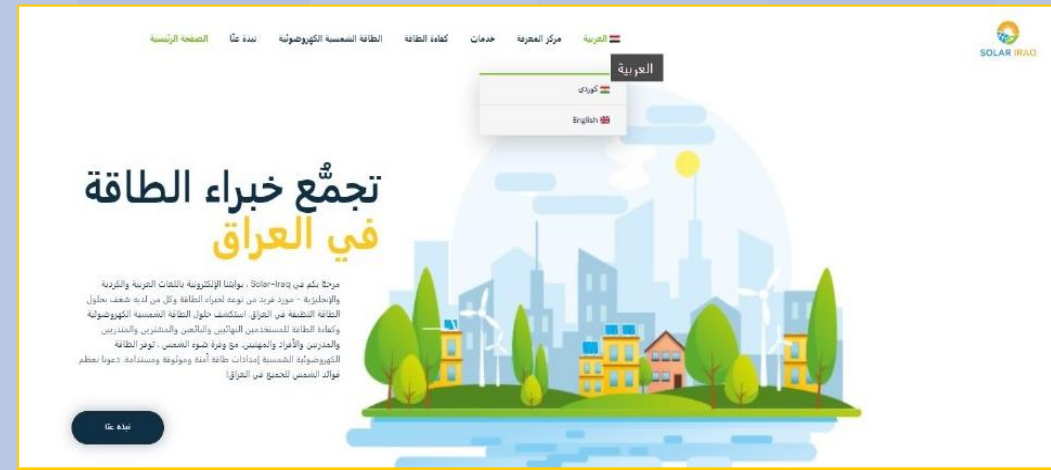 SOLAR IRAQ
الصفحة الرئيسية
نبذة عنّا
الطاقة الشمسية الكهروضوئية
كفاءة الطاقة
خدمات
مركز المعرفة
العربية
العربية
كوردی
English
تجمُّع خبراء الطاقة
في العراق
مرحبًا بكم في Solar-Iraq ، بوابتنا الإلكترونية باللغات العربية والكردية
والإنجليزية - مورد فريد من نوعه لخبراء الطاقة وكل من لديه شغف بحلول
الطاقة النظيفة في العراق. استكشف حلول الطاقة الشمسية الكهروضوئية
وكفاءة الطاقة للمستخدمين النهائيين والبائعين والمشترين والمتدربين
والمدربين والأفراد والمهنيين. مع وفرة ضوء الشمس ، توفر الطاقة
الكهروضوئية الشمسية إمدادات طاقة آمنة وموثوقة ومستدامة. دعونا نعظم
فوائد الشمس للجميع في العراق!
نبذة عنّا